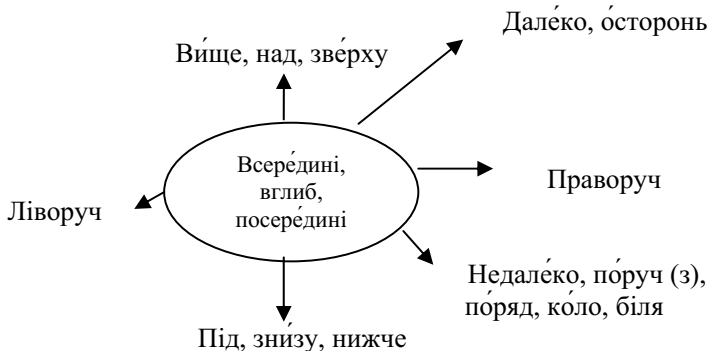 Дале́ко, о́сторонь
Ви́ще, над, зве́рху
Всере́дині,
вглиб,
посере́дині
Праворуч
Ліворуч
Недале́ко, по́руч (з),
по́ряд, ко́ло, біля
Під, зни́зу, нижче